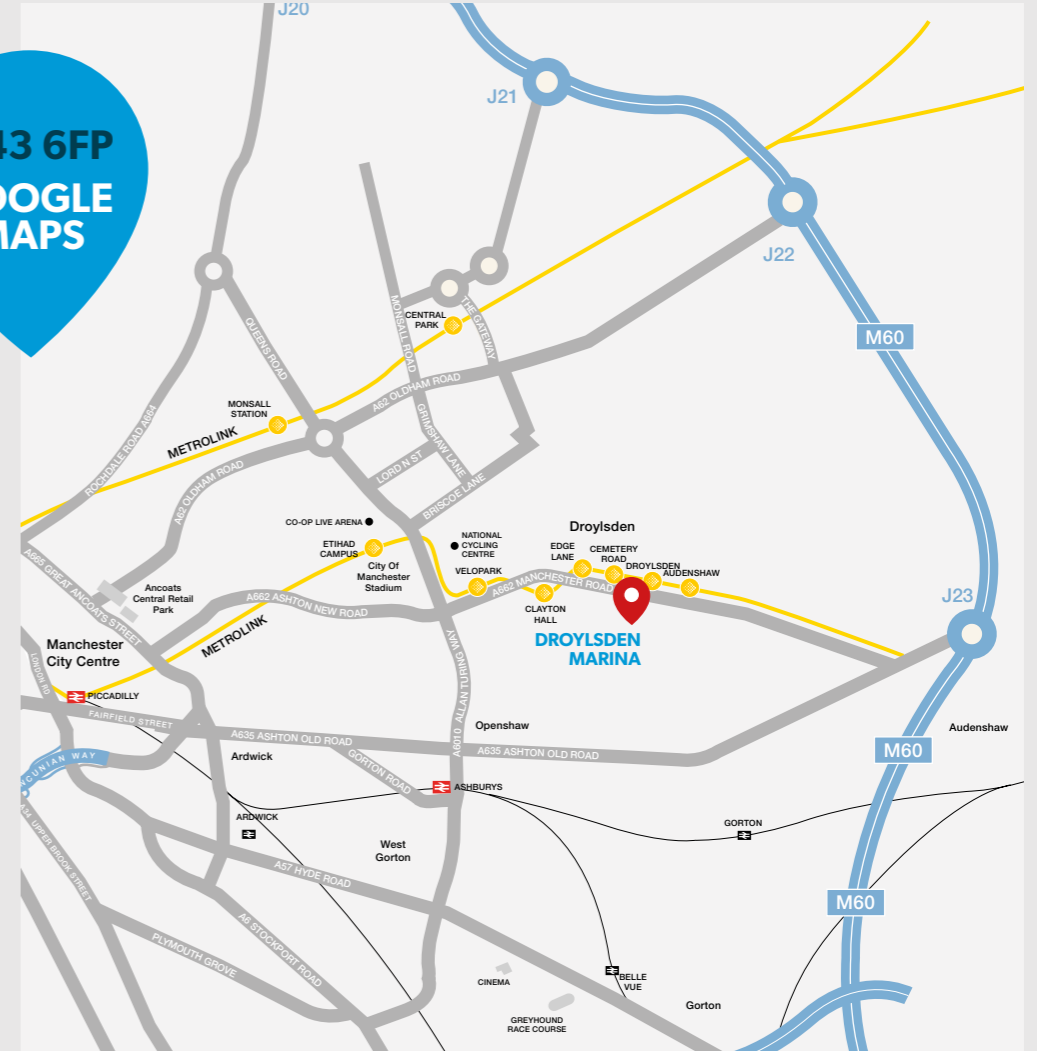 J20
J21
43 6FP
OOGLE
MAPS
J22
M60
MONSALL ROAD
THE GATEWAY
CENTRAL
PARK
QUEENS ROAD
A62 OLDHAM ROAD
MONSALL
STATION
METROLINK
ROCHDALE ROAD A664
GRIMSHAW LANE
LORD N ST
BRISCOE LANE
A62 OLDHAM ROAD
CO-OP LIVE ARENA
ETIHAD
CAMPUS
City Of
Manchester
Stadium
NATIONAL
CYCLING
CENTRE
VELOPARK
Droylsden
EDGE
LANE
CEMETERY
ROAD
DROYLSDEN
AUDENSHAW
A662 MANCHESTER ROAD
CLAYTON
HALL
DROYLSDEN
MARINA
J23
A665 GREAT ANCOATS STREET
Ancoats
Central Retail
Park
A662 ASHTON NEW ROAD
METROLINK
Manchester
City Centre
LONDON RD
PICCADILLY
FAIRFIELD STREET
A6010 ALLAN TURING WAY
A635 ASHTON OLD ROAD
Openshaw
A635 ASHTON OLD ROAD
Audenshaw
M60
Ardwick
GORTON ROAD
NCUNIAN WAY
ASHBURYS
ARDWICK
GORTON
A34 UPPER BROOK STREET
West
Gorton
A57 HYDE ROAD
M60
A6 STOCKPORT ROAD
PLYMOUTH GROVE
CINEMA
BELLE
VUE
Gorton
GREYHOUND
RACE COURSE